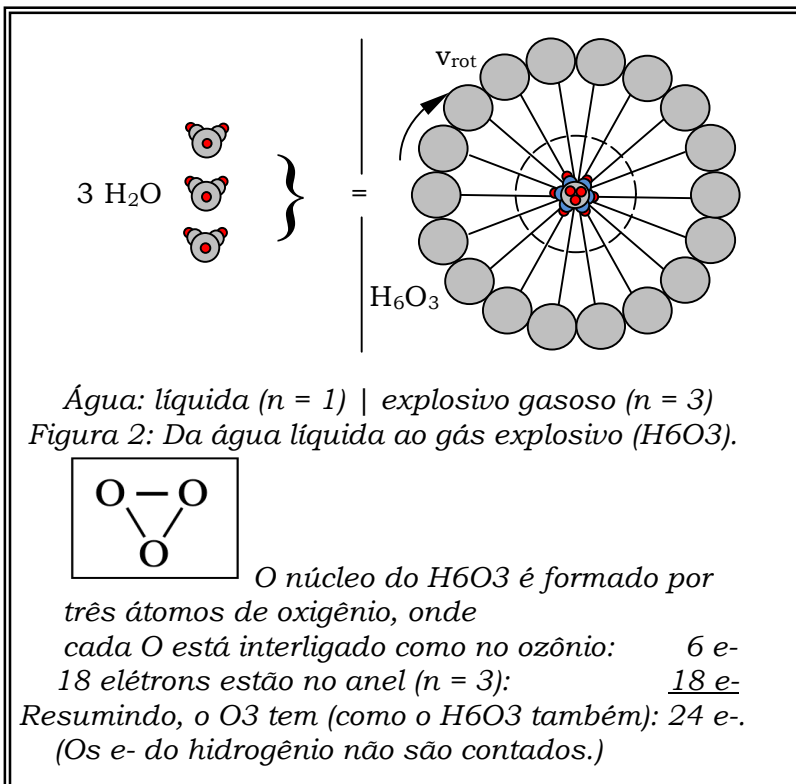 v_rot
3 H₂O } =
H₆O₃
Água: líquida (n = 1) | explosivo gasoso (n = 3)
Figura 2: Da água líquida ao gás explosivo (H6O3).
O – O
O
O núcleo do H6O3 é formado por
três átomos de oxigênio, onde
cada O está interligado como no ozônio: 6 e-
18 elétrons estão no anel (n = 3): 18 e-
Resumindo, o O3 tem (como o H6O3 também): 24 e-.
(Os e- do hidrogênio não são contados.)